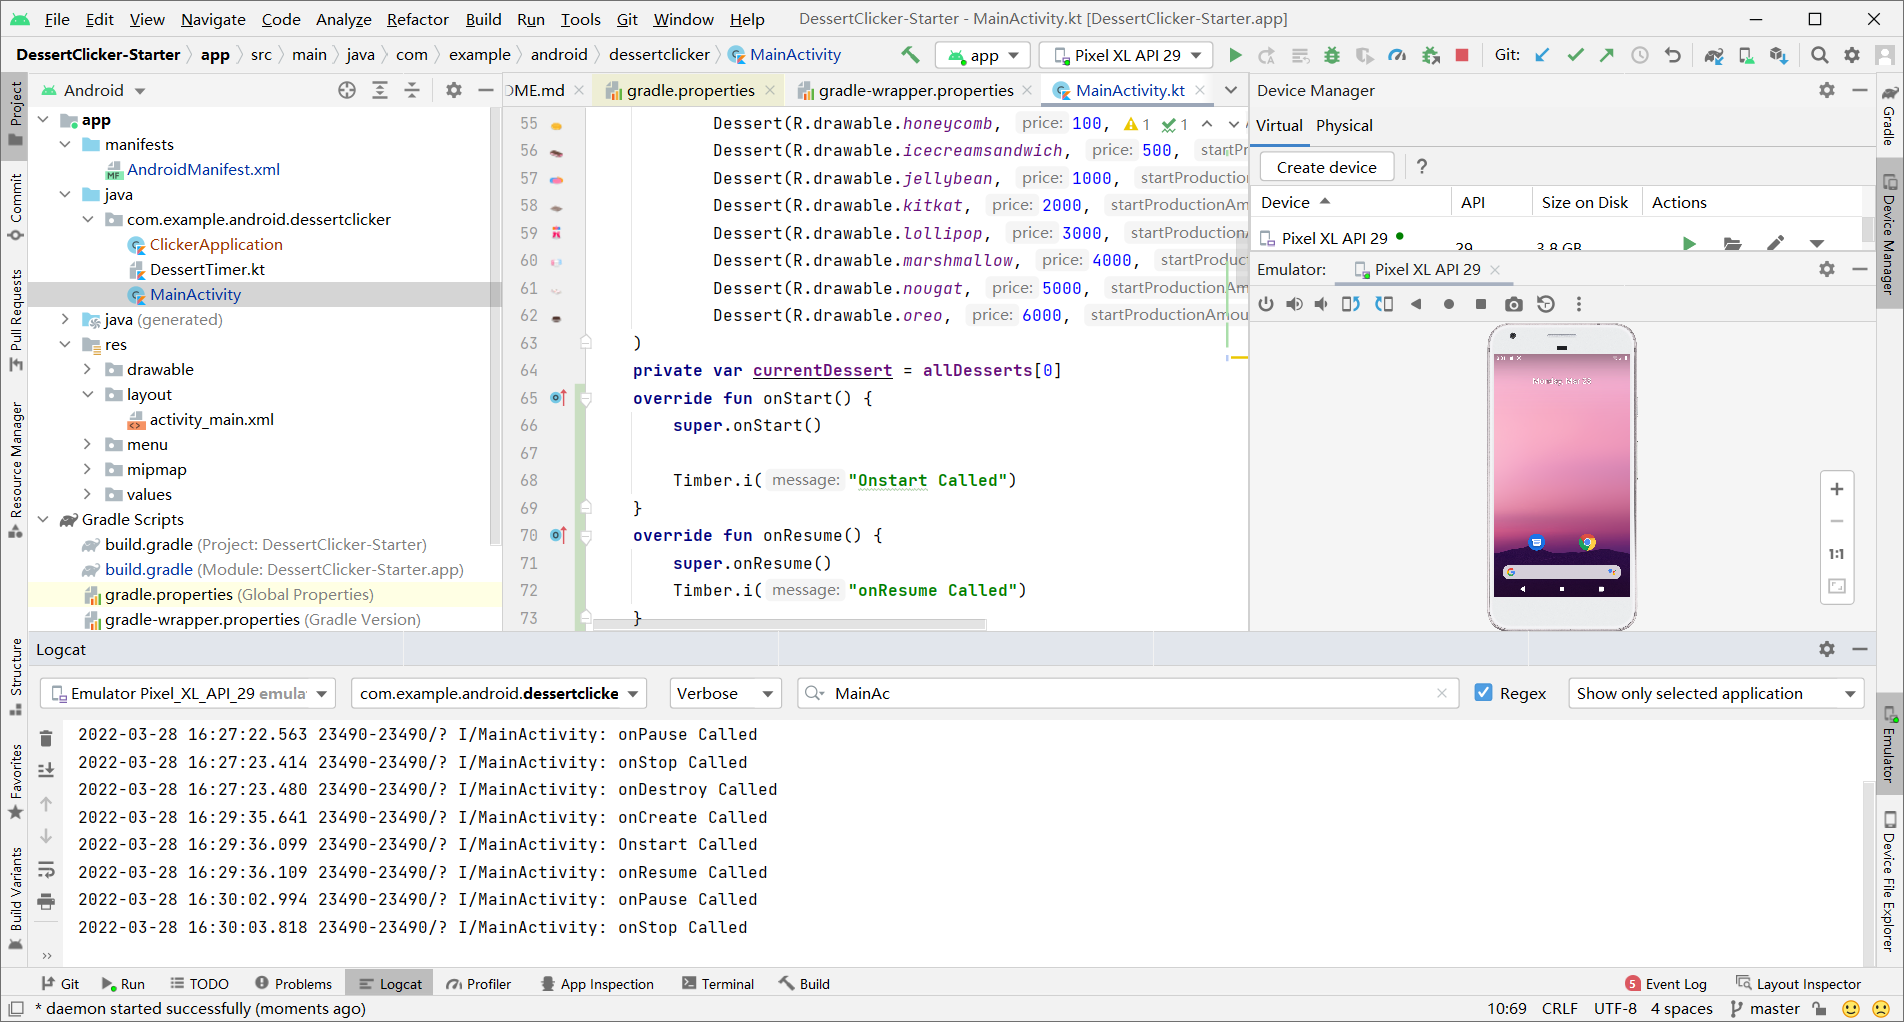 File Edit View Navigate Code Analyze Refactor Build Run Tools Git Window Help DessertClicker-Starter - MainActivity.kt [DessertClicker-Starter.app]
DessertClicker-Starter app src main java com example android dessertclicker MainActivity app Pixel XL API 29 Git:
Android
DME.md gradle.properties gradle-wrapper.properties MainActivity.kt
Project
Commit
Pull Requests
Resource Manager
Structure
Favorites
Build Variants
app
manifests
AndroidManifest.xml
java
com.example.android.dessertclicker
ClickerApplication
DessertTimer.kt
MainActivity
java (generated)
res
drawable
layout
activity_main.xml
menu
mipmap
values
Gradle Scripts
build.gradle (Project: DessertClicker-Starter)
build.gradle (Module: DessertClicker-Starter.app)
gradle.properties (Global Properties)
gradle-wrapper.properties (Gradle Version)
55 Dessert(R.drawable.honeycomb, price: 100, 1 1
56 Dessert(R.drawable.icecreamsandwich, price: 500, startPr
57 Dessert(R.drawable.jellybean, price: 1000, startProduction
58 Dessert(R.drawable.kitkat, price: 2000, startProductionAm
59 Dessert(R.drawable.lollipop, price: 3000, startProductionA
60 Dessert(R.drawable.marshmallow, price: 4000, startProduct
61 Dessert(R.drawable.nougat, price: 5000, startProductionAm
62 Dessert(R.drawable.oreo, price: 6000, startProductionAmou
63 )
64 private var currentDessert = allDesserts[0]
65 override fun onStart() {
66 super.onStart()
67
68 Timber.i( message: "Onstart Called")
69 }
70 override fun onResume() {
71 super.onResume()
72 Timber.i( message: "onResume Called")
73 }
Device Manager
Virtual Physical
Create device ?
Device API Size on Disk Actions
Pixel XL API 29 29 3.8 GB
Emulator: Pixel XL API 29
Monday, Mar 28
1:1
Gradle
Device Manager
Emulator
Device File Explorer
Logcat
Emulator Pixel_XL_API_29 emula com.example.android.dessertclicke Verbose MainAc Regex Show only selected application
2022-03-28 16:27:22.563 23490-23490/? I/MainActivity: onPause Called
2022-03-28 16:27:23.414 23490-23490/? I/MainActivity: onStop Called
2022-03-28 16:27:23.480 23490-23490/? I/MainActivity: onDestroy Called
2022-03-28 16:29:35.641 23490-23490/? I/MainActivity: onCreate Called
2022-03-28 16:29:36.099 23490-23490/? I/MainActivity: Onstart Called
2022-03-28 16:29:36.109 23490-23490/? I/MainActivity: onResume Called
2022-03-28 16:30:02.994 23490-23490/? I/MainActivity: onPause Called
2022-03-28 16:30:03.818 23490-23490/? I/MainActivity: onStop Called
Git Run TODO Problems Logcat Profiler App Inspection Terminal Build 5 Event Log Layout Inspector
* daemon started successfully (moments ago) 10:69 CRLF UTF-8 4 spaces master